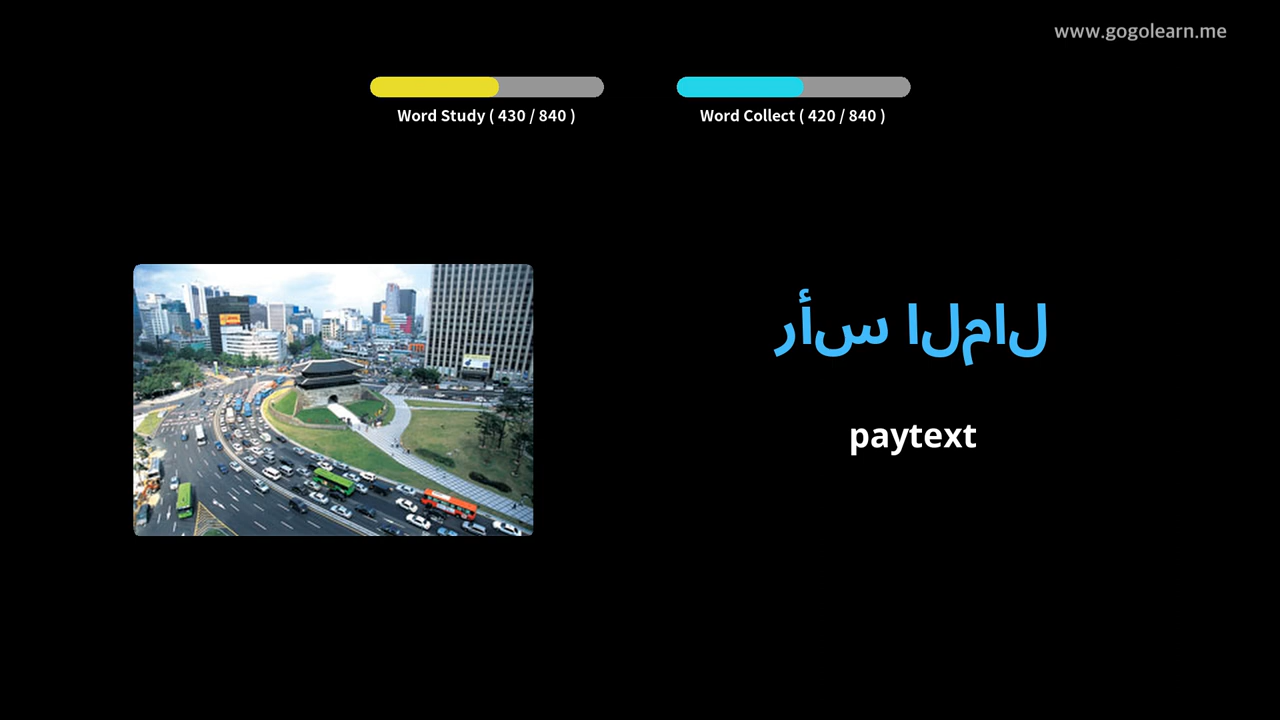 www.gogolearn.me
Word Study ( 430 / 840 )
Word Collect ( 420 / 840 )
رأس المال
paytext